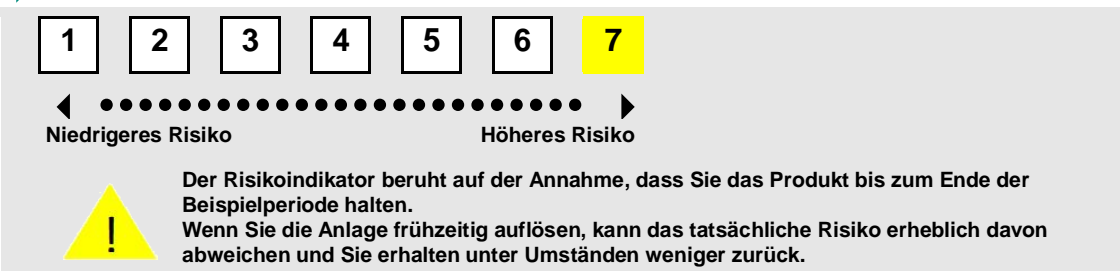 1 2 3 4 5 6 7
Niedrigeres Risiko Höheres Risiko
!
Der Risikoindikator beruht auf der Annahme, dass Sie das Produkt bis zum Ende der
Beispielperiode halten.
Wenn Sie die Anlage frühzeitig auflösen, kann das tatsächliche Risiko erheblich davon
abweichen und Sie erhalten unter Umständen weniger zurück.